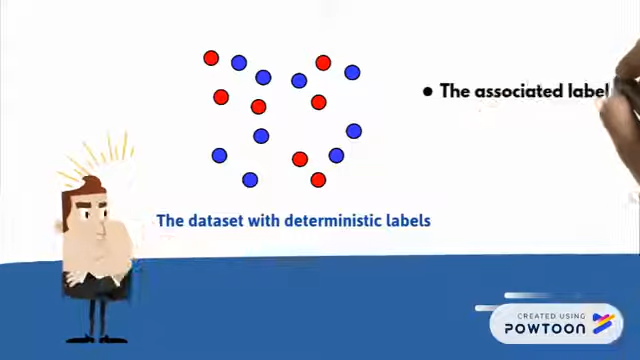 ● The associated label
The dataset with deterministic labels
CREATED USING
POWTOON